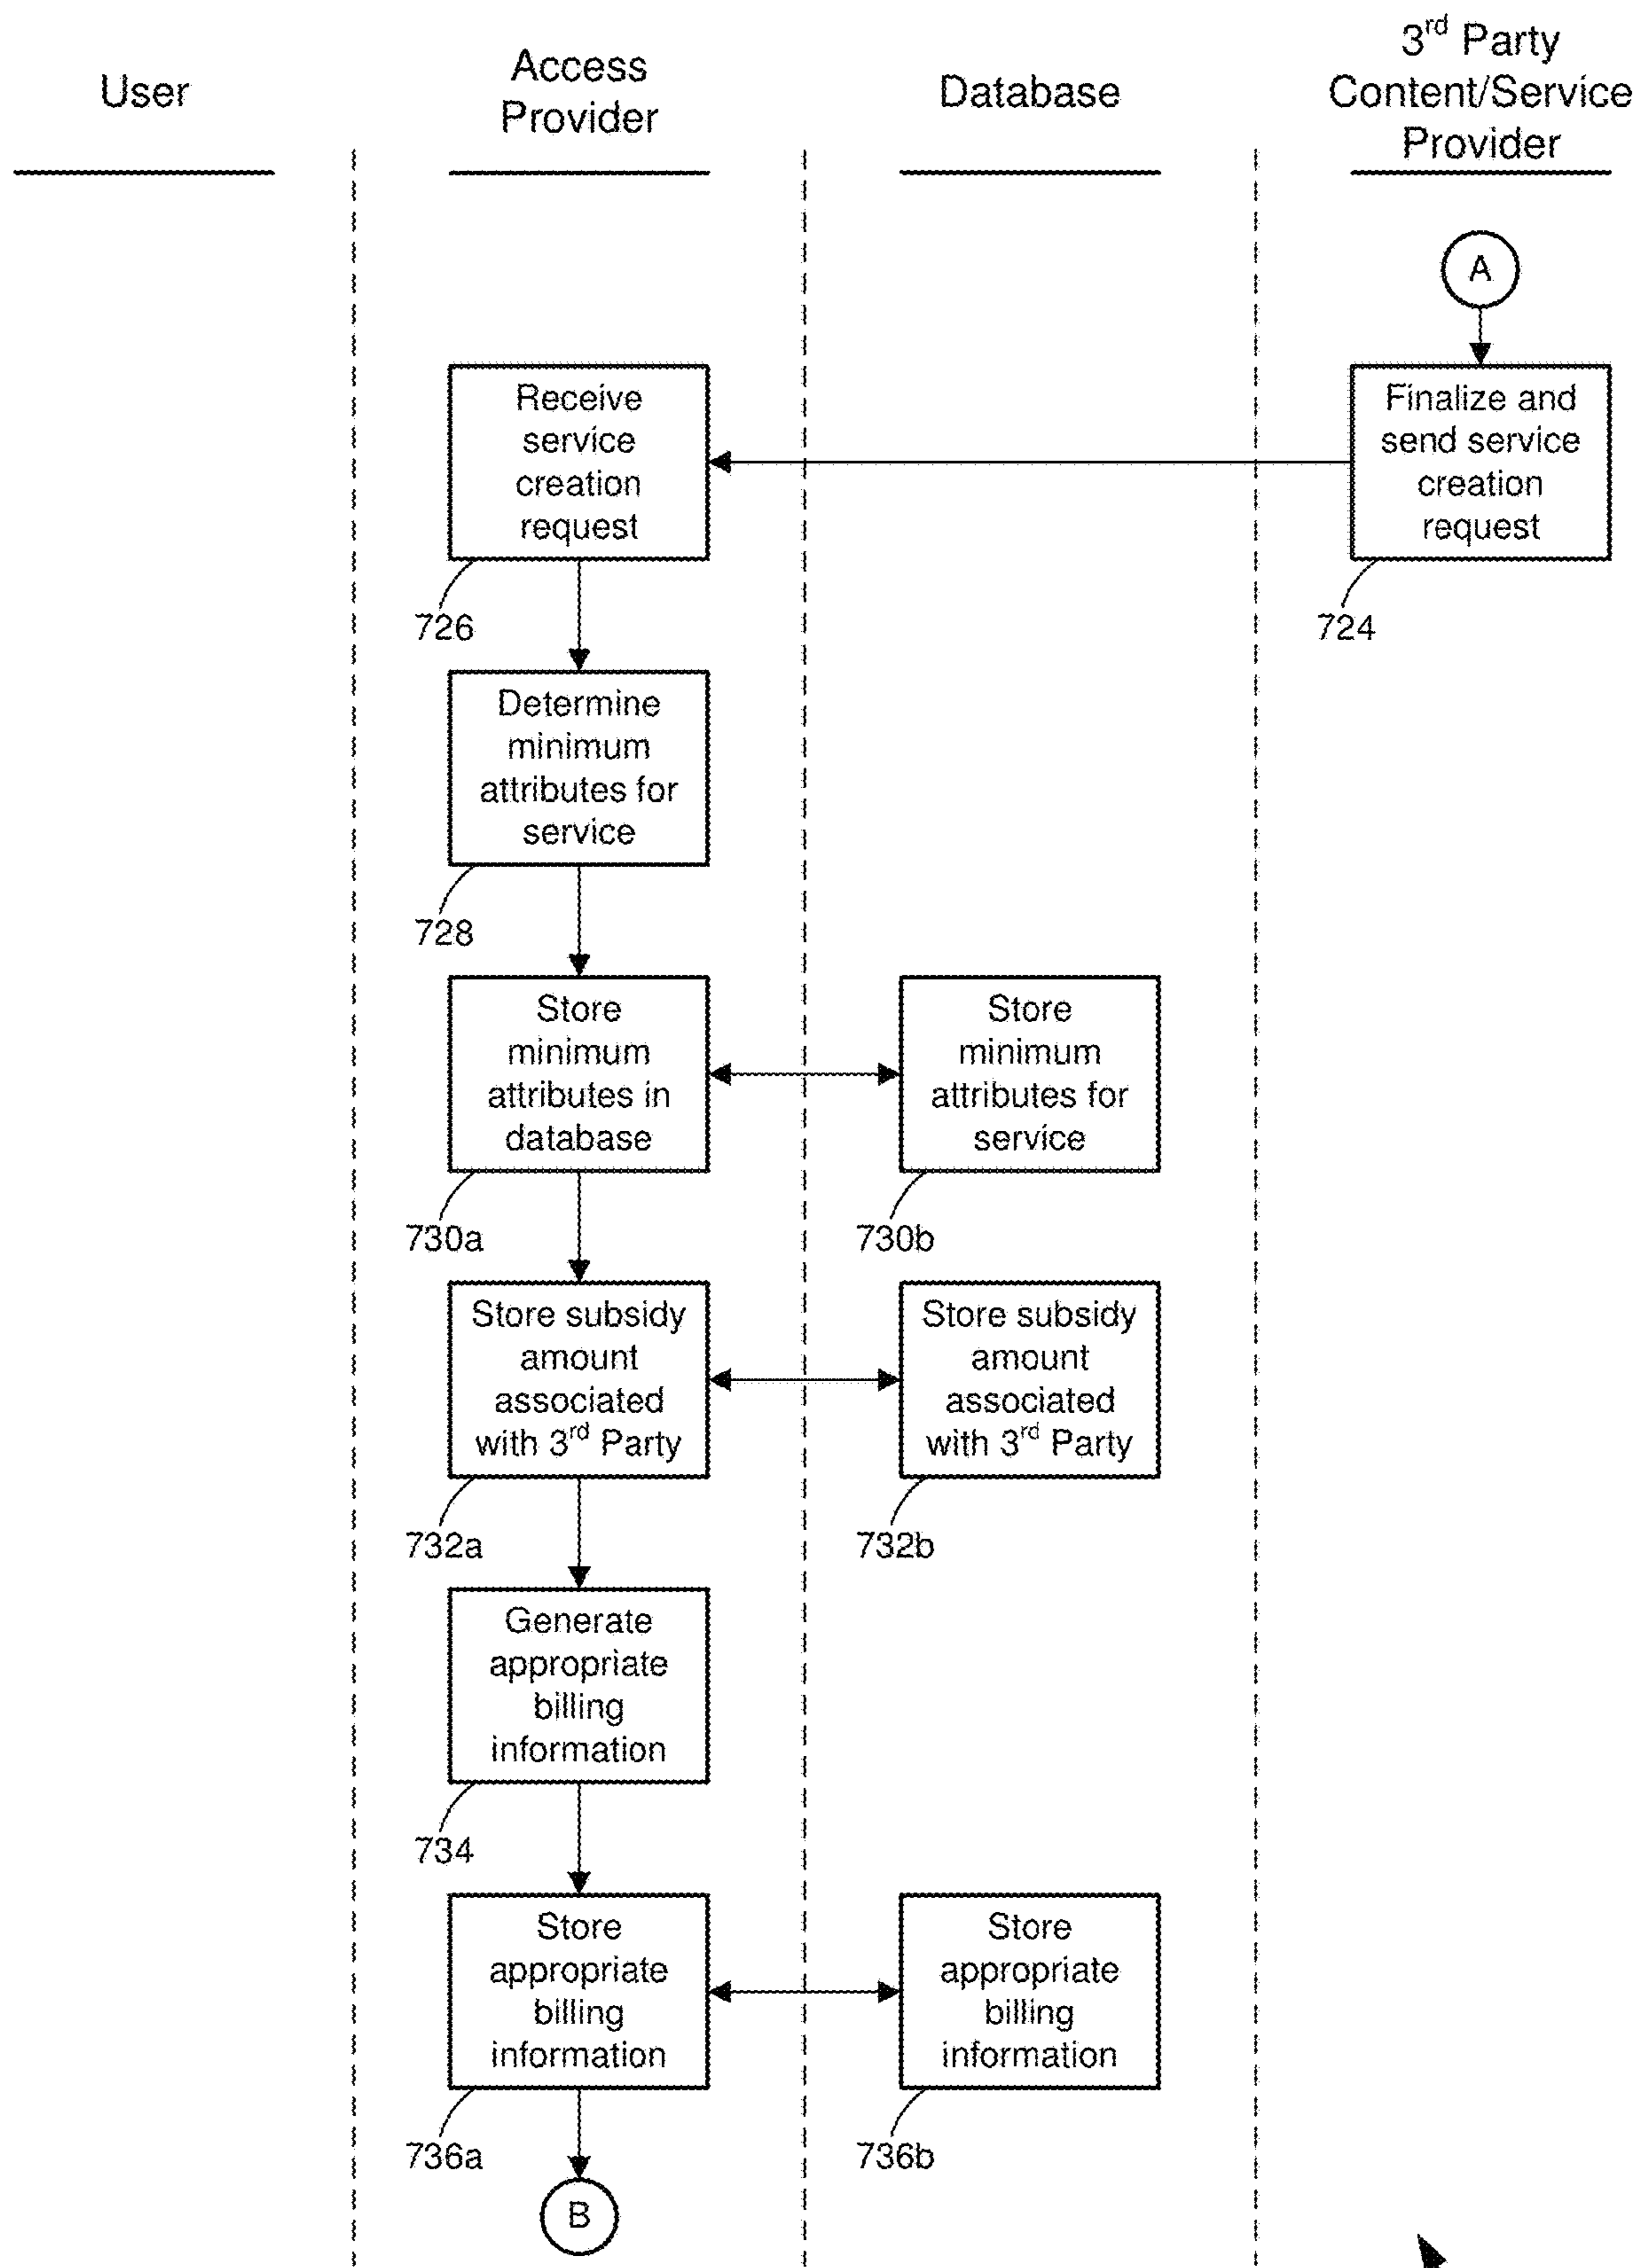 User
Access
Provider
Database
3rd Party
Content/Service
Provider
A
Receive
service
creation
request
726
Finalize and
send service
creation
request
724
Determine
minimum
attributes for
service
728
Store
minimum
attributes in
database
730a
Store
minimum
attributes for
service
730b
Store subsidy
amount
associated
with 3rd Party
732a
Store subsidy
amount
associated
with 3rd Party
732b
Generate
appropriate
billing
information
734
Store
appropriate
billing
information
736a
Store
appropriate
billing
information
736b
B